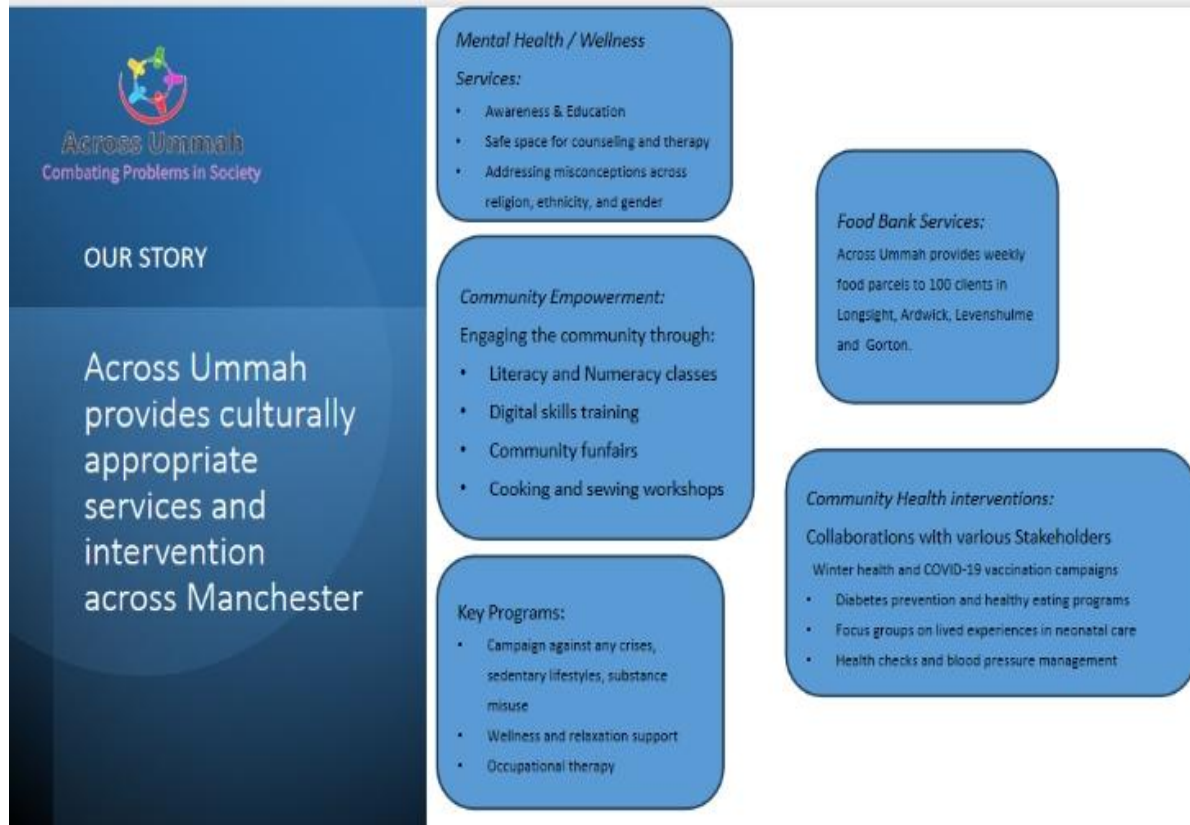 Across Ummah
Combating Problems in Society
OUR STORY
Across Ummah
provides culturally
appropriate
services and
intervention
across Manchester
Mental Health / Wellness
Services:
• Awareness & Education
• Safe space for counseling and therapy
• Addressing misconceptions across
religion, ethnicity, and gender
Community Empowerment:
Engaging the community through:
• Literacy and Numeracy classes
• Digital skills training
• Community funfairs
• Cooking and sewing workshops
Key Programs:
• Campaign against any crises,
sedentary lifestyles, substance
misuse
• Wellness and relaxation support
• Occupational therapy
Food Bank Services:
Across Ummah provides weekly
food parcels to 100 clients in
Longsight, Ardwick, Levenshulme
and Gorton.
Community Health interventions:
Collaborations with various Stakeholders
Winter health and COVID-19 vaccination campaigns
• Diabetes prevention and healthy eating programs
• Focus groups on lived experiences in neonatal care
• Health checks and blood pressure management